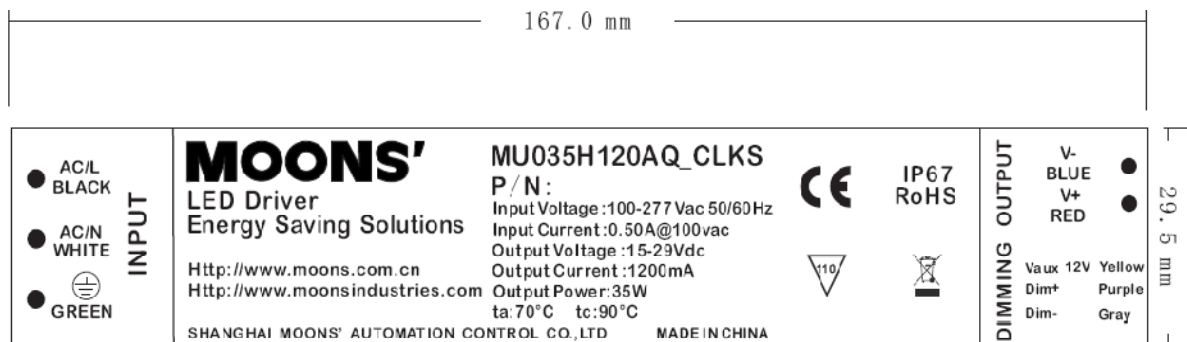 167.0 mm
AC/L
BLACK
AC/N
WHITE
GREEN
INPUT
MOONS'
LED Driver
Energy Saving Solutions
Http://www.moons.com.cn
Http://www.moonsindustries.com
SHANGHAI MOONS' AUTOMATION CONTROL CO.,LTD MADE IN CHINA
MU035H120AQ_CLKS
P/N:
Input Voltage:100-277Vac 50/60Hz
Input Current:0.50A@100vac
Output Voltage:15-29Vdc
Output Current:1200mA
Output Power:35W
ta:70°C tc:90°C
CE
IP67
RoHS
110
DIMMING OUTPUT
V-
BLUE
V+
RED
Vaux 12V Yellow
Dim+ Purple
Dim- Gray
29.5 mm